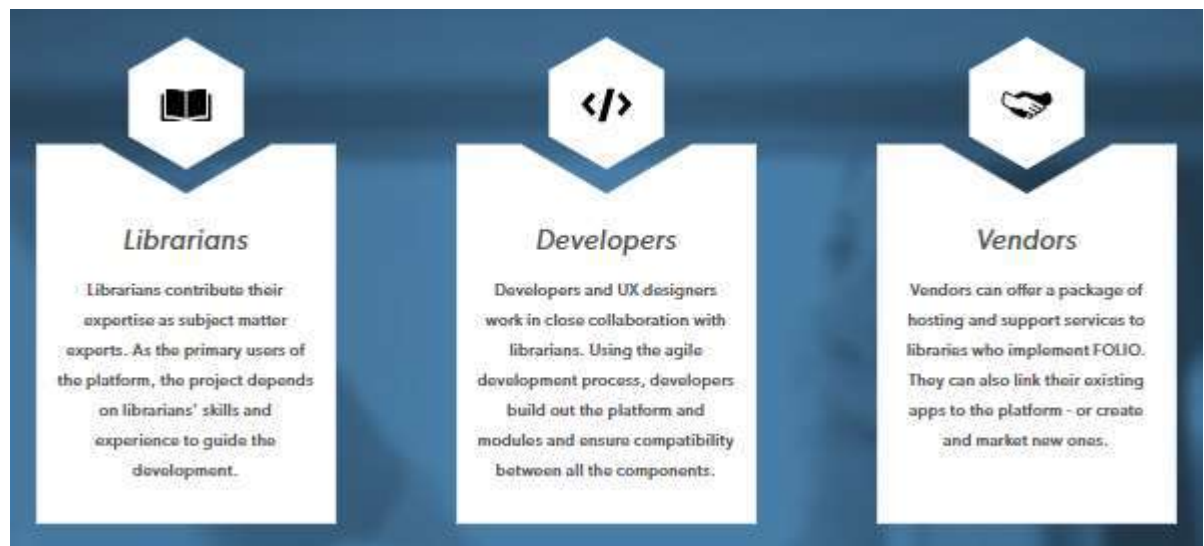 Librarians
Librarians contribute their
expertise as subject matter
experts. As the primary users of
the platform, the project depends
on librarians' skills and
experience to guide the
development.
Developers
Developers and UX designers
work in close collaboration with
librarians. Using the agile
development process, developers
build out the platform and
modules and ensure compatibility
between all the components.
Vendors
Vendors can offer a package of
hosting and support services to
libraries who implement FOLIO.
They can also link their existing
apps to the platform - or create
and market new ones.